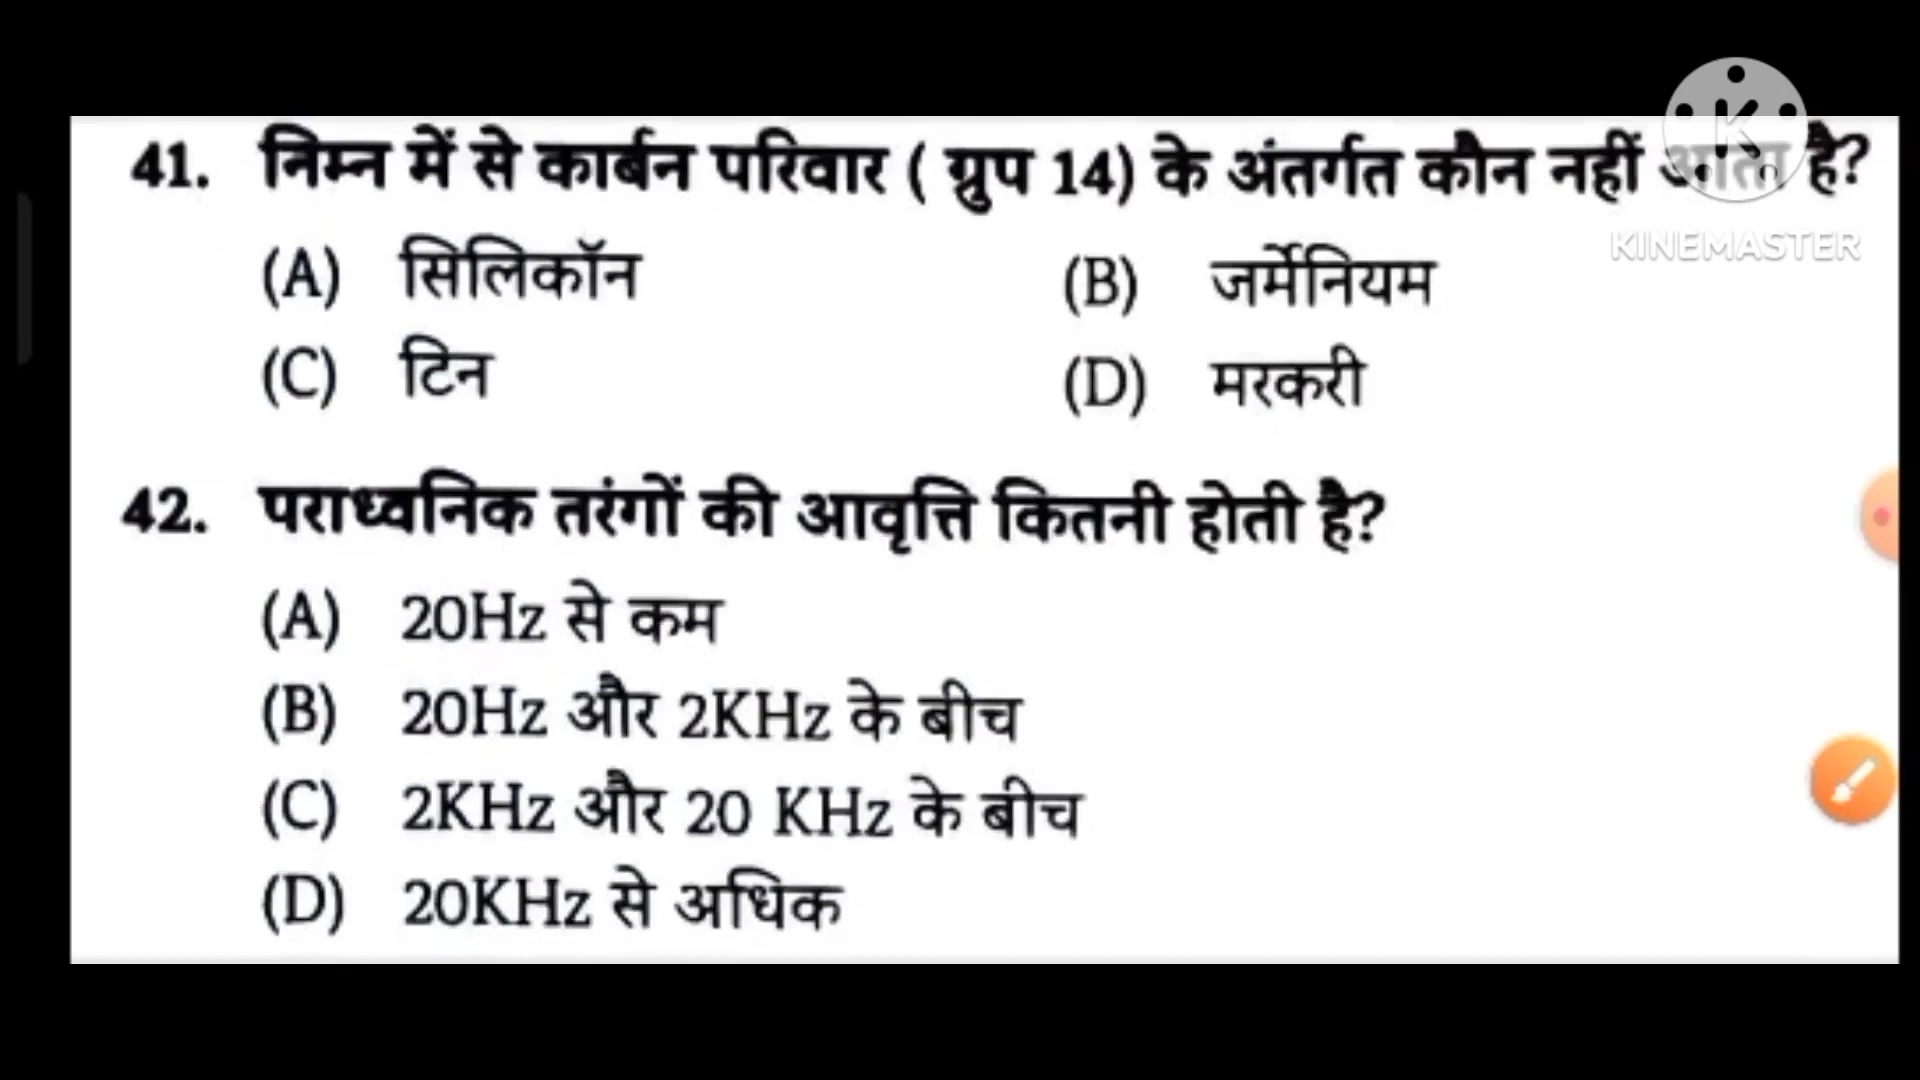 41. निम्न में से कार्बन परिवार ( ग्रुप 14) के अंतर्गत कौन नहीं आता है?
(A) सिलिकॉन (B) जर्मेनियम
(C) टिन (D) मरकरी
42. पराध्वनिक तरंगों की आवृत्ति कितनी होती है?
(A) 20Hz से कम
(B) 20Hz और 2KHz के बीच
(C) 2KHz और 20 KHz के बीच
(D) 20KHz से अधिक
K
KINEMASTER